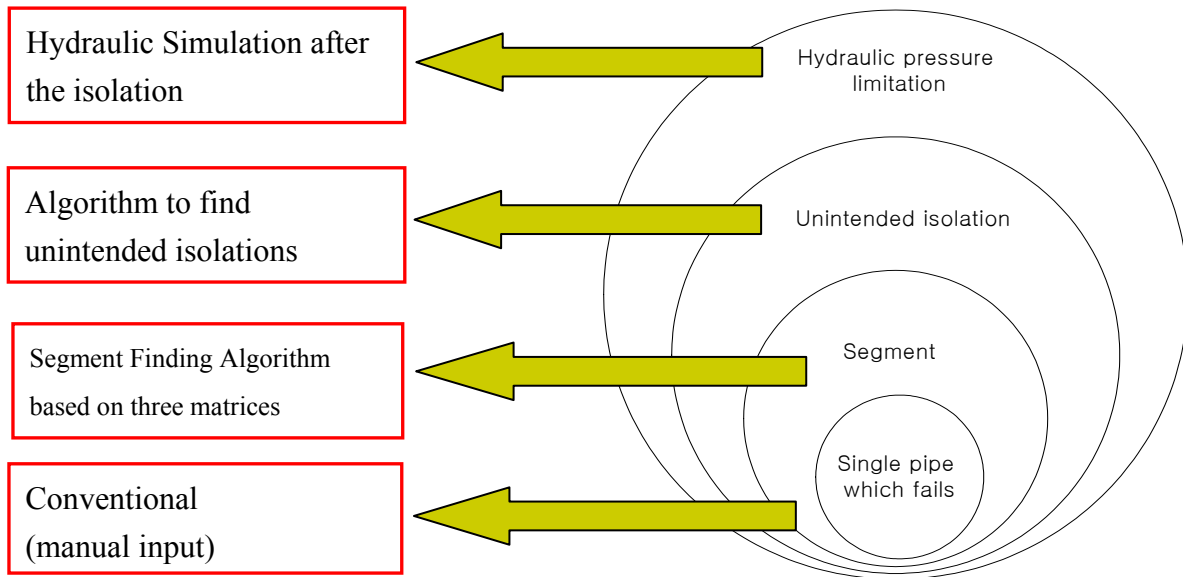 Hydraulic Simulation after
the isolation
Hydraulic pressure
limitation
Algorithm to find
unintended isolations
Unintended isolation
Segment Finding Algorithm
based on three matrices
Segment
Conventional
(manual input)
Single pipe
which fails